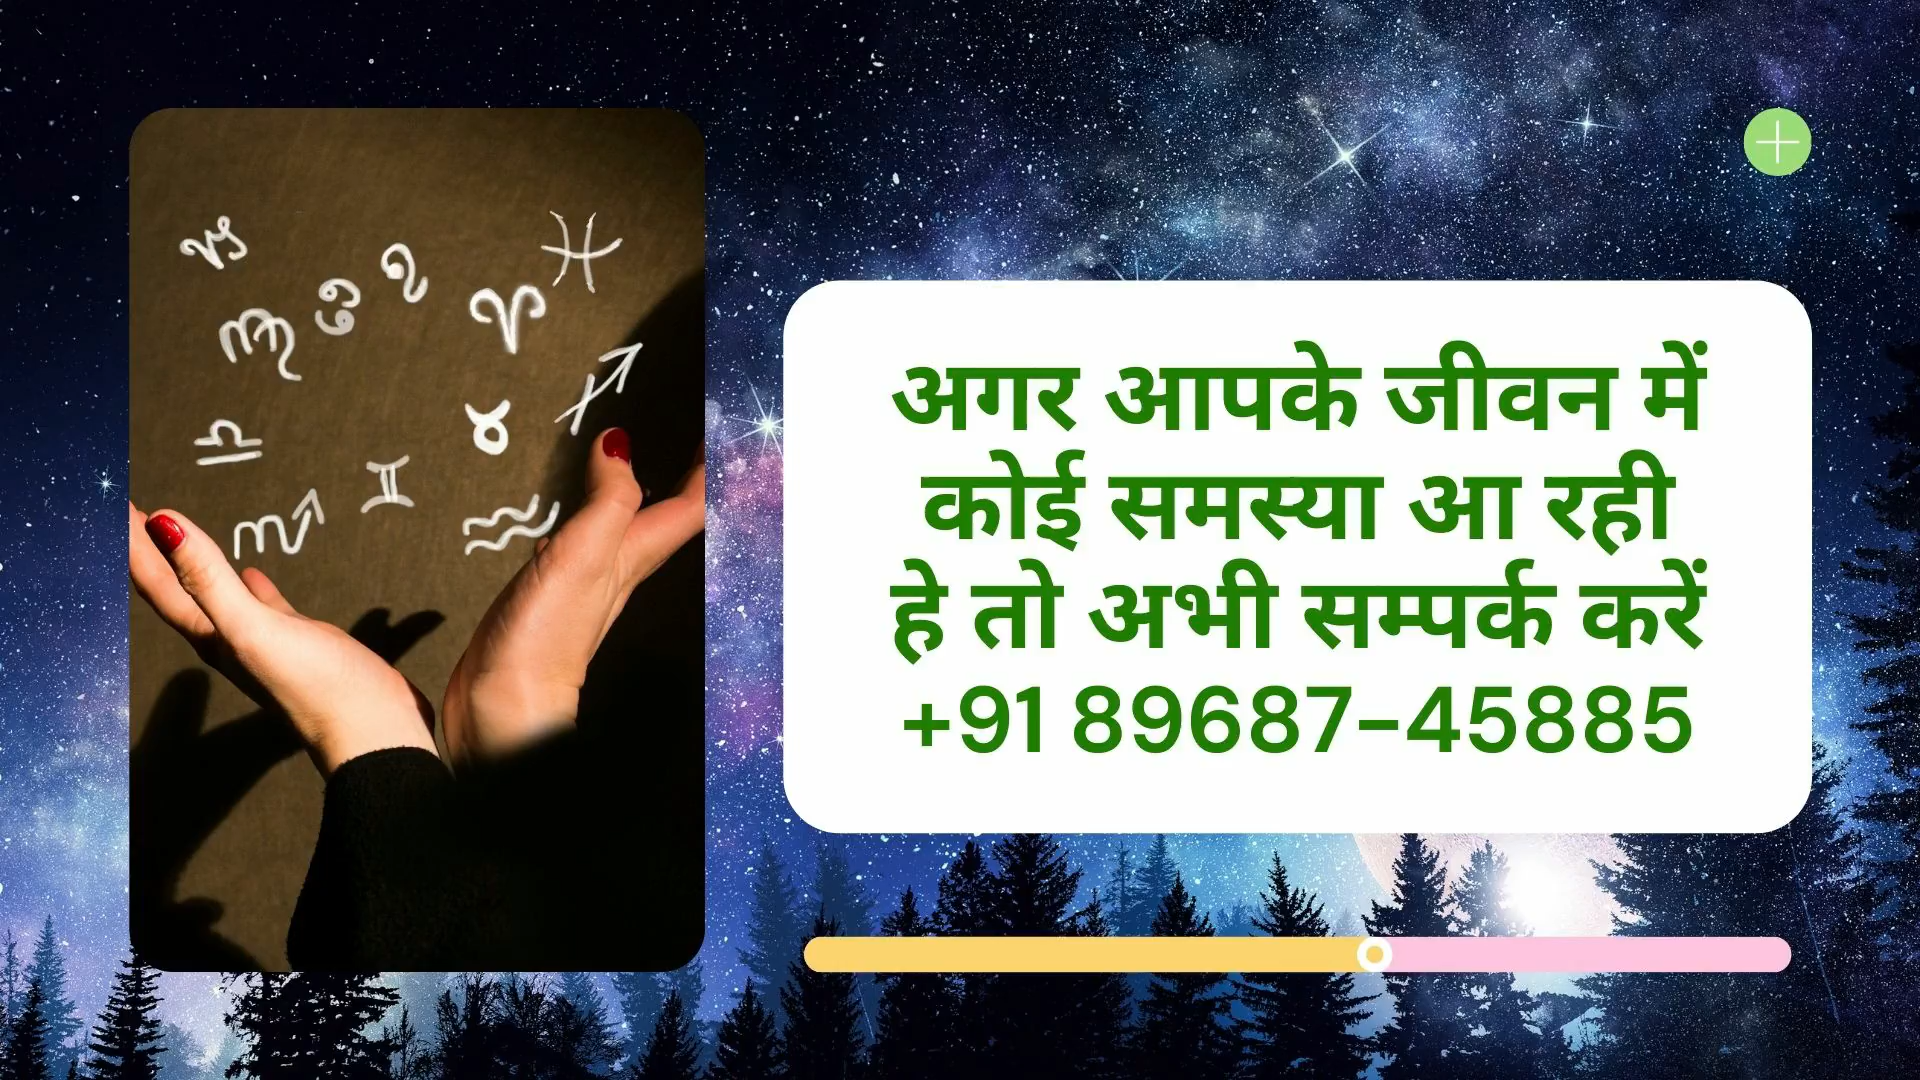 अगर आपके जीवन में
कोई समस्या आ रही
हे तो अभी सम्पर्क करें
+91 89687-45885